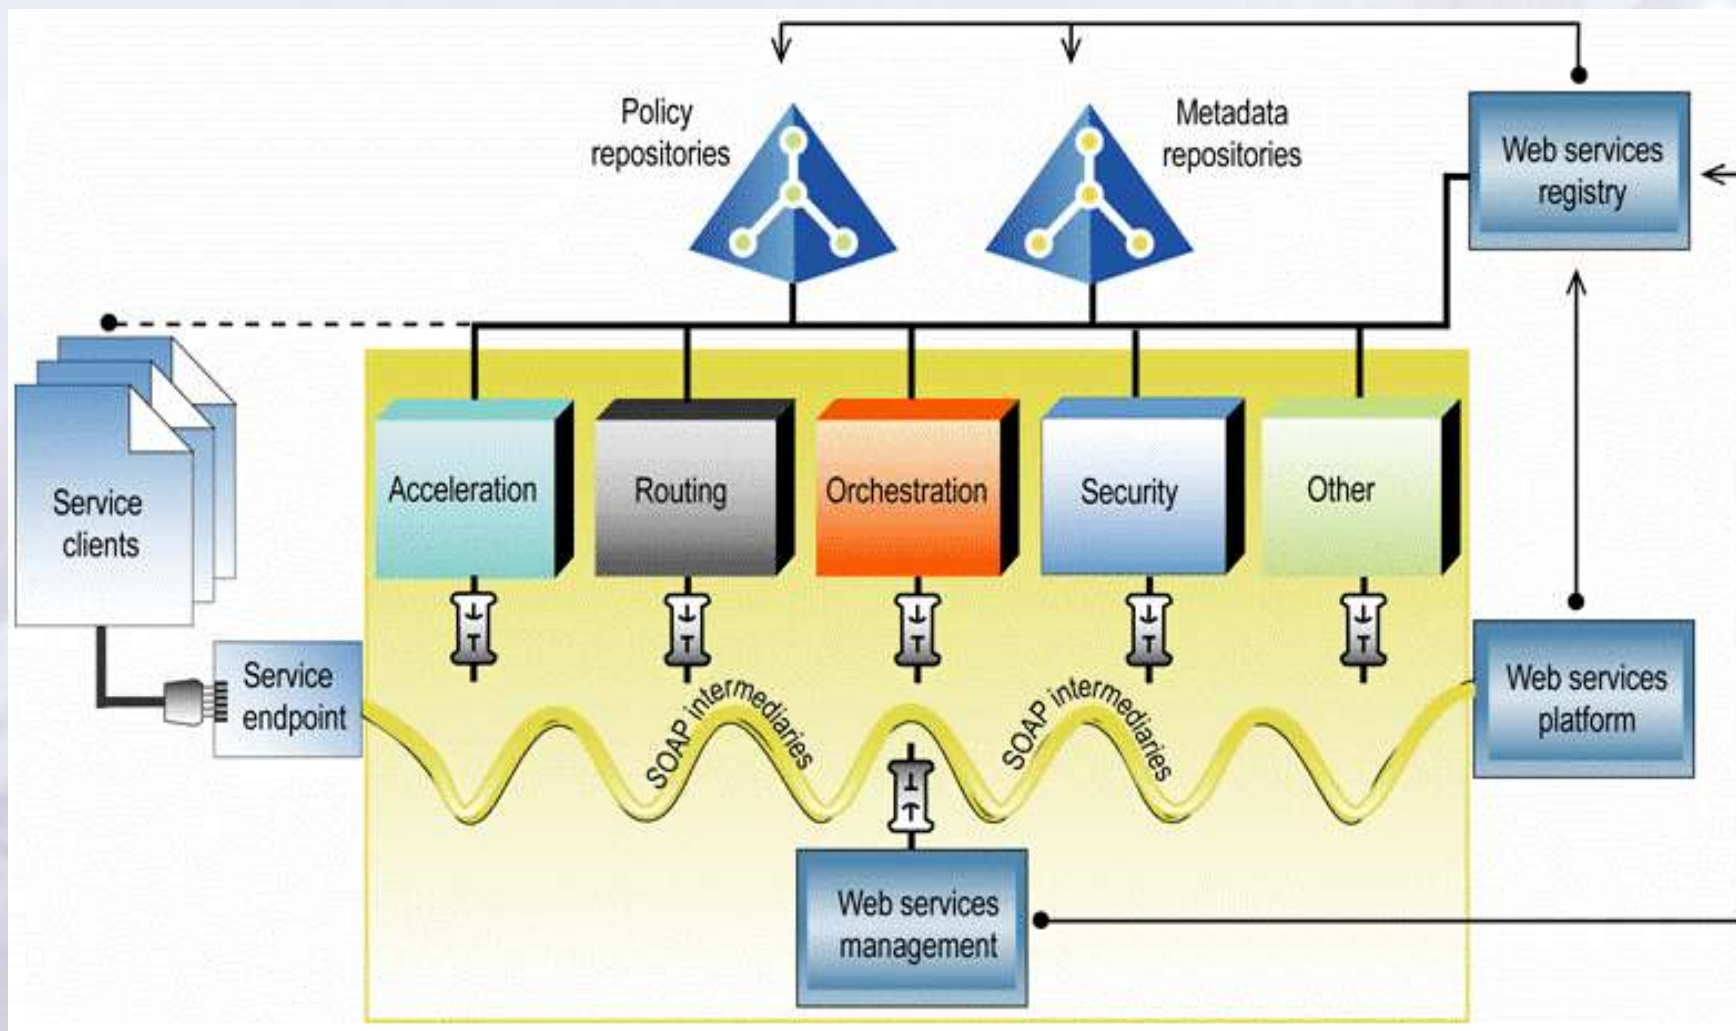 Policy
repositories
Metadata
repositories
Web services
registry
Service
clients
Acceleration
Routing
Orchestration
Security
Other
Service
endpoint
SOAP intermediaries
SOAP intermediaries
Web services
platform
Web services
management